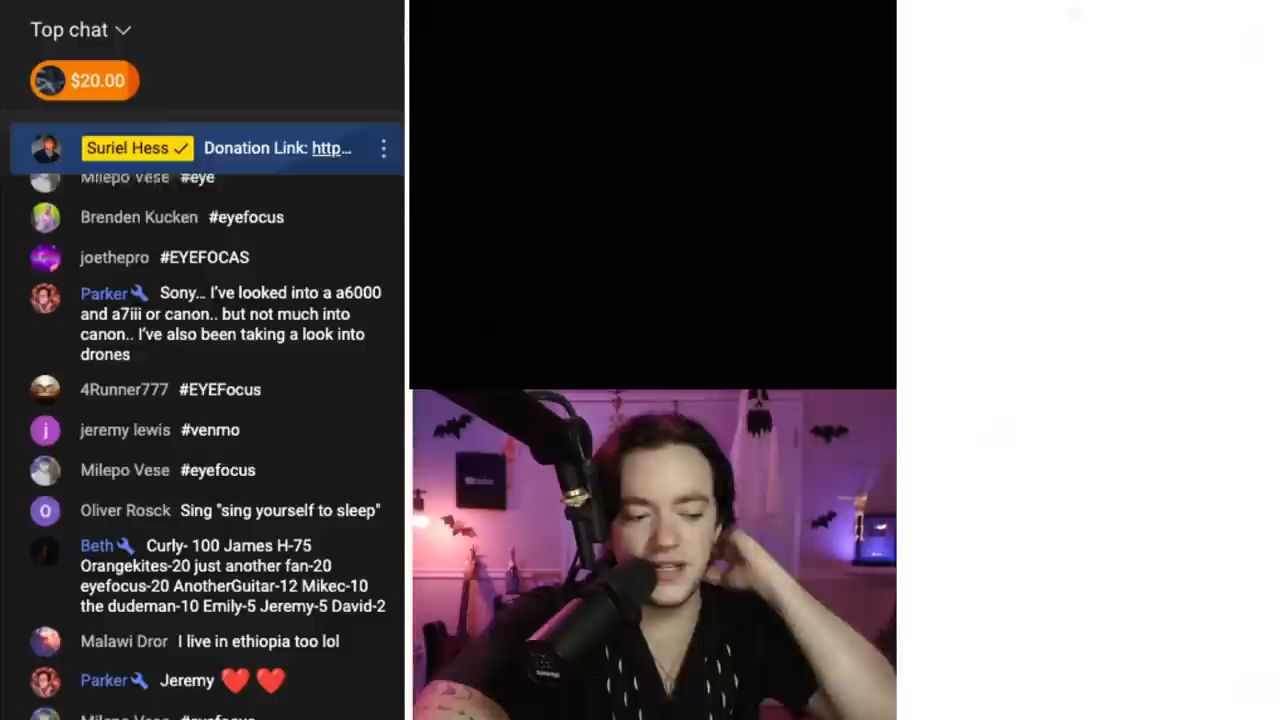 Top chat
$20.00
Suriel Hess Donation Link: http...
Milepo Vese #eye
Brenden Kucken #eyefocus
joethepro #EYEFOCAS
Parker Sony... I've looked into a a6000
and a7iii or canon.. but not much into
canon.. I've also been taking a look into
drones
4Runner777 #EYEFocus
j jeremy lewis #venmo
Milepo Vese #eyefocus
O Oliver Rosck Sing "sing yourself to sleep"
Beth Curly- 100 James H-75
Orangekites-20 just another fan-20
eyefocus-20 AnotherGuitar-12 Mikec-10
the dudeman-10 Emily-5 Jeremy-5 David-2
Malawi Dror I live in ethiopia too lol
Parker Jeremy ❤️ ❤️
Milepo Vese #eyefocus